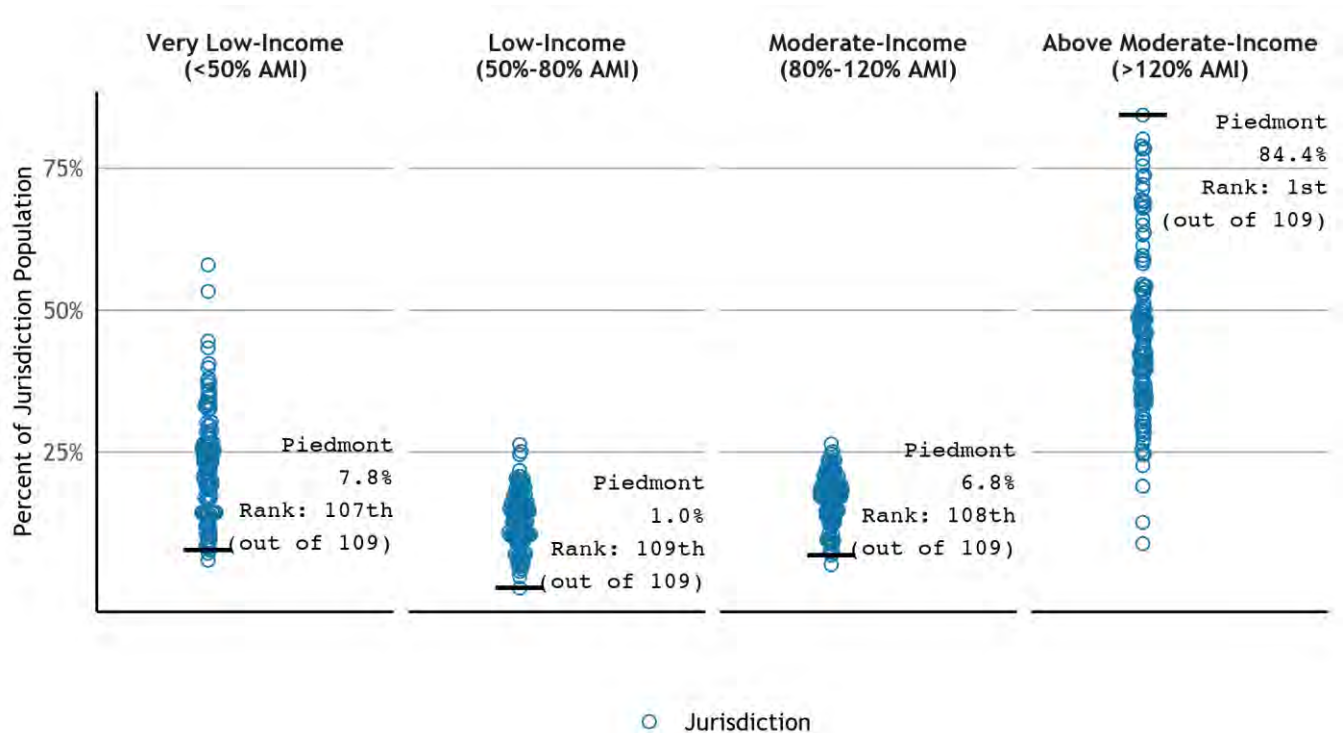 Very Low-Income
(<50% AMI)
Low-Income
(50%-80% AMI)
Moderate-Income
(80%-120% AMI)
Above Moderate-Income
(>120% AMI)
Percent of Jurisdiction Population
75%
50%
25%
Piedmont
7.8%
Rank: 107th
(out of 109)
Piedmont
1.0%
Rank: 109th
(out of 109)
Piedmont
6.8%
Rank: 108th
(out of 109)
Piedmont
84.4%
Rank: 1st
(out of 109)
Jurisdiction